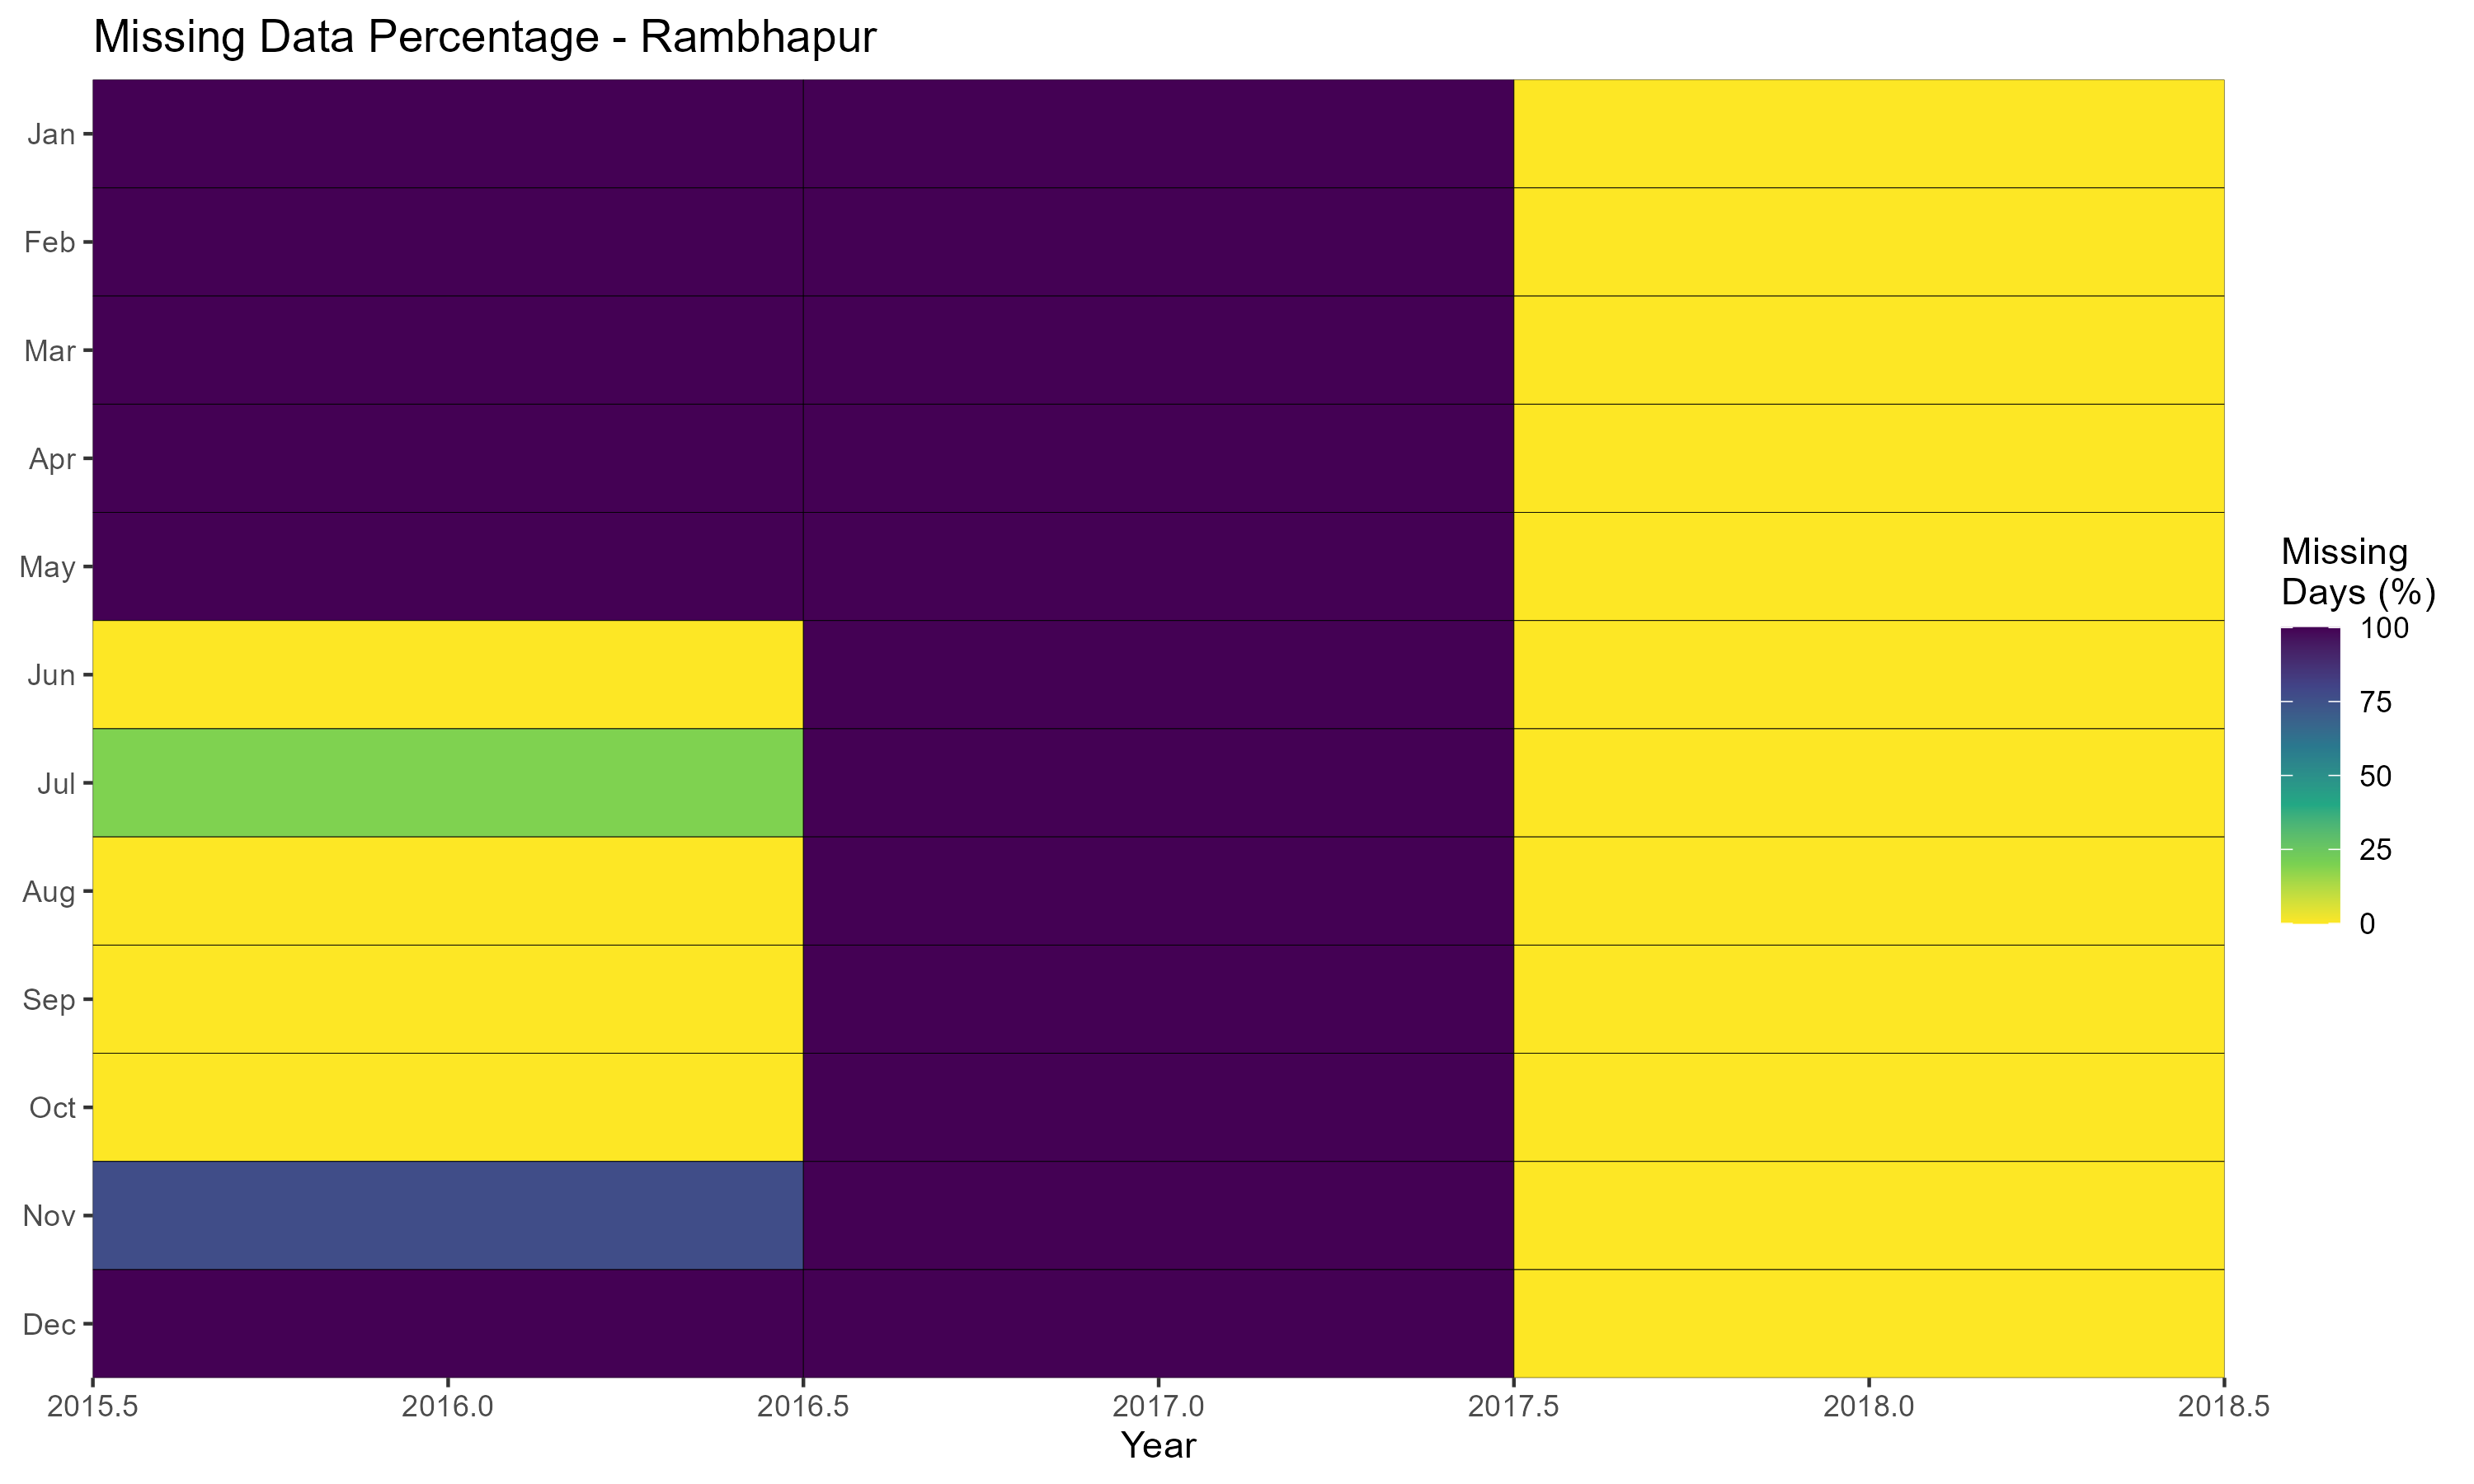 Missing Data Percentage - Rambhapur
Jan
Feb
Mar
Apr
May
Jun
Jul
Aug
Sep
Oct
Nov
Dec
2015.5 2016.0 2016.5 2017.0 2017.5 2018.0 2018.5
Year
Missing
Days (%)
100
75
50
25
0